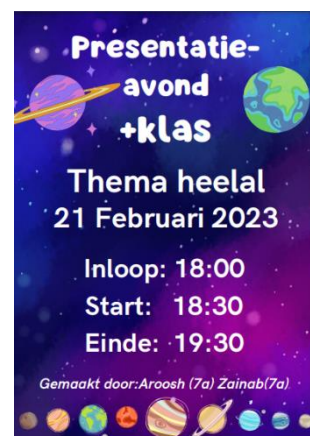 Presentatie-
avond
+klas
Thema heelal
21 Februari 2023
Inloop: 18:00
Start: 18:30
Einde: 19:30
Gemaakt door:Aroosh (7a) Zainab(7a)